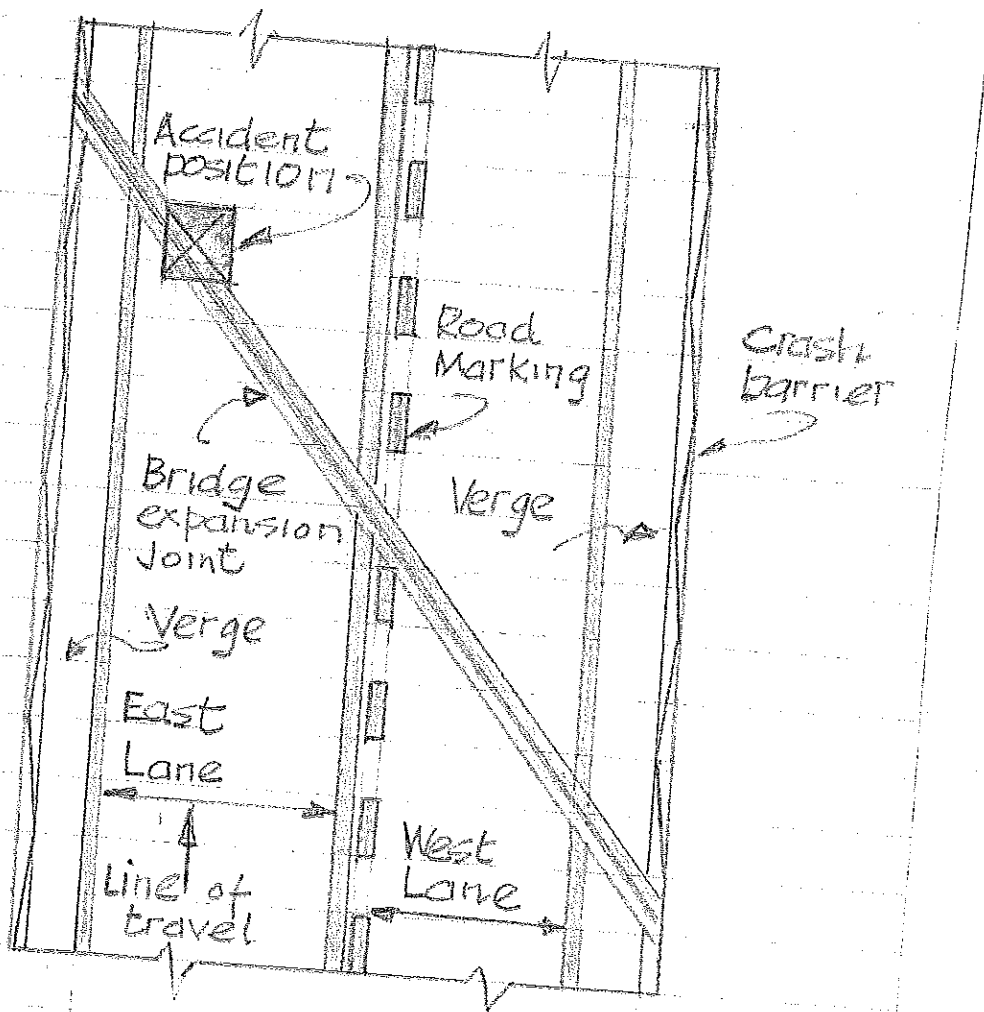 Accident
position
Road
Marking
Crash
barrier
Bridge
expansion
Joint
Verge
Verge
East
Lane
West
Lane
Line of
travel